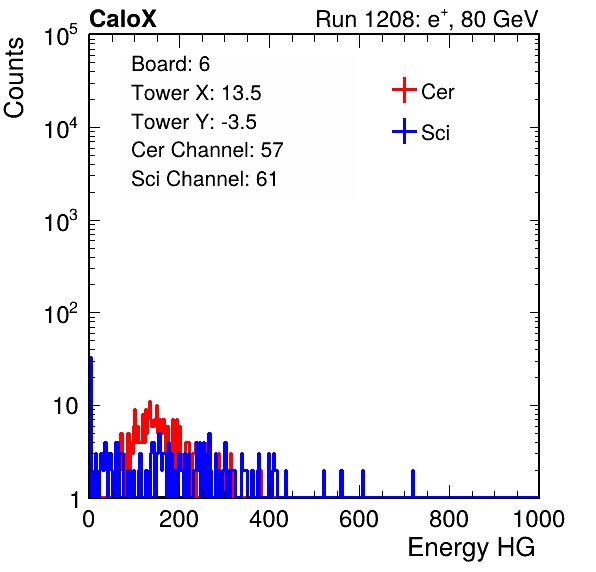 CaloX Run 1208: e⁺, 80 GeV
Counts
10⁵
10⁴
10³
10²
10
1
Board: 6
Tower X: 13.5
Tower Y: -3.5
Cer Channel: 57
Sci Channel: 61
Cer
Sci
0 200 400 600 800 1000
Energy HG